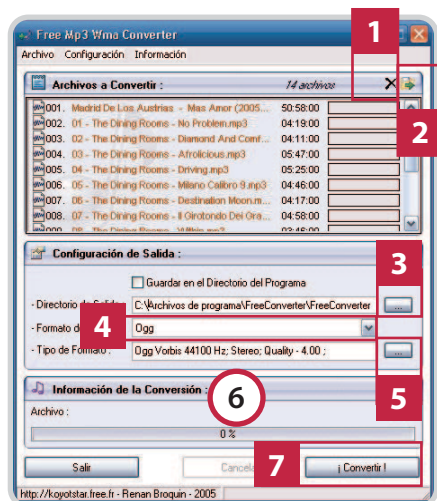 Free Mp3 Wma Converter
1
Archivo Configuración Información
Archivos a Convertir : 14 archivos
2
001. Madrid De Los Austrias - Mas Amor (2005... 50:58:00
002. 01 - The Dining Rooms - No Problem.mp3 04:19:00
003. 02 - The Dining Rooms - Diamond And Comf... 04:11:00
004. 03 - The Dining Rooms - Afrolicious.mp3 05:47:00
005. 04 - The Dining Rooms - Driving.mp3 05:25:00
006. 05 - The Dining Rooms - Milano Calibro 9.mp3 04:46:00
007. 06 - The Dining Rooms - Destination Moon.m... 04:17:00
008. 07 - The Dining Rooms - Il Girotondo Dei Gra... 04:58:00
009. 08 - The Dining Rooms -
Configuración de Salida :
3
Guardar en el Directorio del Programa
- Directorio de Salida : C:\Archivos de programa\FreeConverter\FreeConverter ...
4
- Formato de Ogg
- Tipo de Formato : Ogg Vorbis 44100 Hz; Stereo; Quality - 4.00 ; ...
5
Información de la Conversión :
6
Archivo :
0 %
7
Salir Cancela ¡ Convertir !
http://koyotstar.free.fr - Renan Broquin - 2005